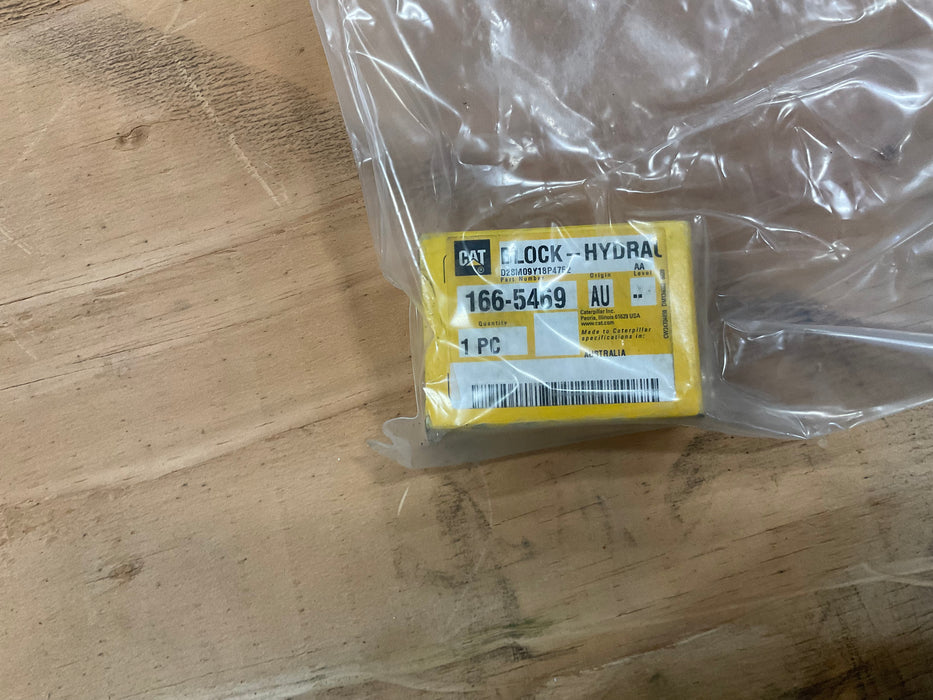 CAT
®
BLOCK--HYDRAU
D28M09Y18P476Z
Part Number
Origin
AA
Level
166-5469
AU
--
Caterpillar Inc.
Peoria, Illinois 61629 USA
www.cat.com
Quantity
1 PC
Made to Caterpillar
specifications in:
AUSTRALIA